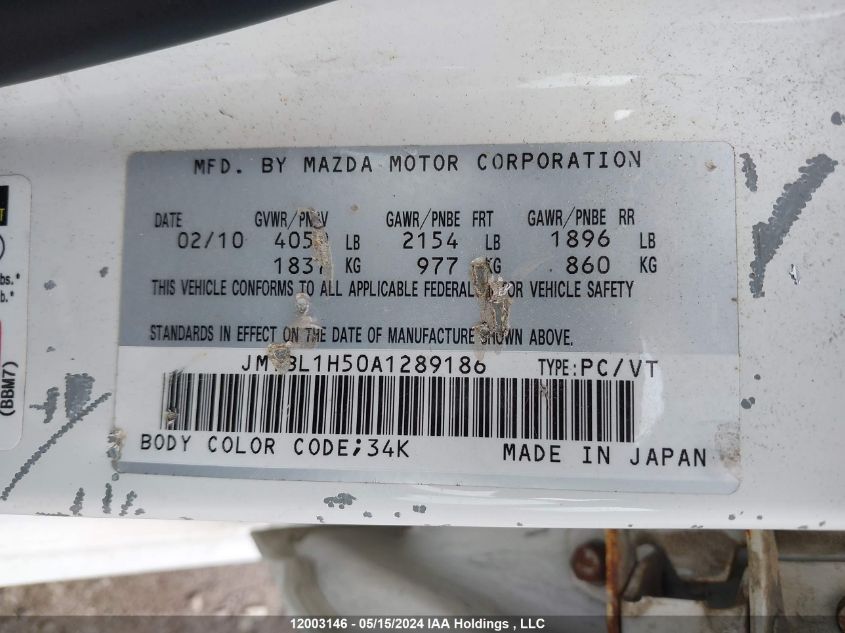 MFD. BY MAZDA MOTOR CORPORATION
DATE GVWR/PNBV GAWR/PNBE FRT GAWR/PNBE RR
02/10 LB 2154 LB 1896 LB
KG 977 KG 860 KG
THIS VEHICLE CONFORMS TO ALL APPLICABLE FEDERAL FOR VEHICLE SAFETY
STANDARDS IN EFFECT ON THE DATE OF MANUFACTURE SHOWN ABOVE.
TYPE:PC/VT
BODY COLOR CODE;34K MADE IN JAPAN
(BBM7)
12003146 - 05/15/2024 IAA Holdings , LLC